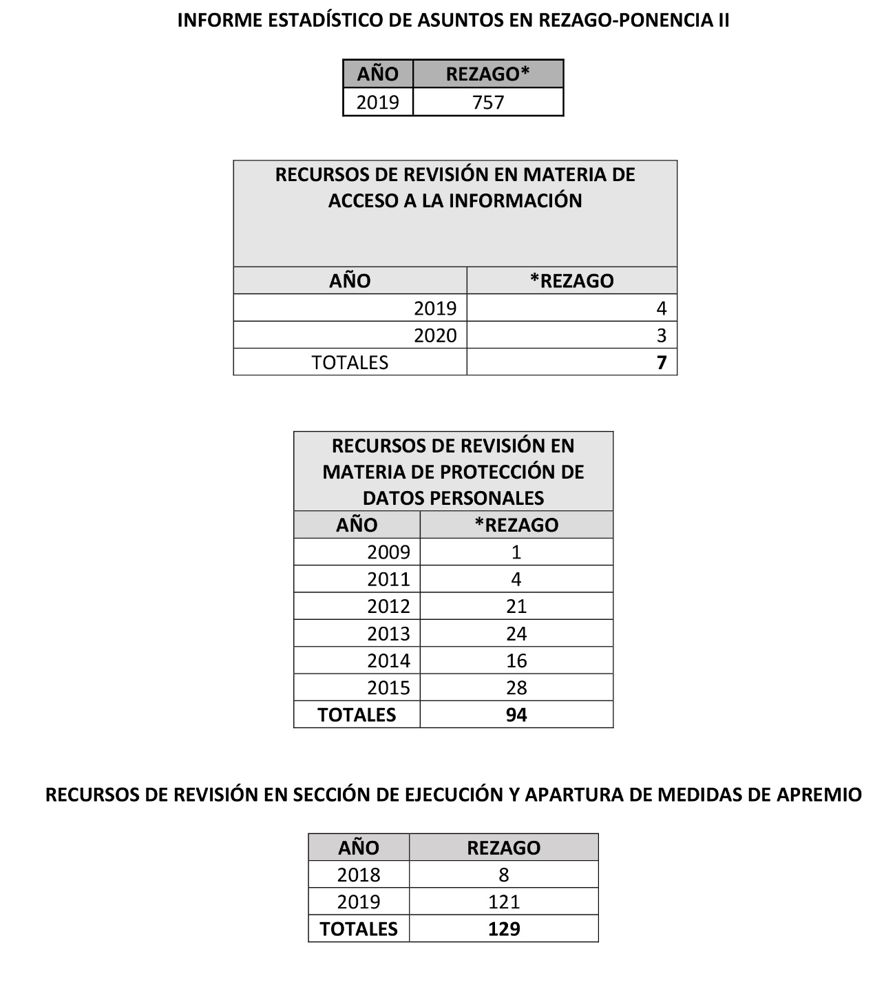 INFORME ESTADÍSTICO DE ASUNTOS EN REZAGO-PONENCIA II
AÑO REZAGO*
2019 757
RECURSOS DE REVISIÓN EN MATERIA DE
ACCESO A LA INFORMACIÓN
AÑO *REZAGO
2019 4
2020 3
TOTALES 7
RECURSOS DE REVISIÓN EN
MATERIA DE PROTECCIÓN DE
DATOS PERSONALES
AÑO *REZAGO
2009 1
2011 4
2012 21
2013 24
2014 16
2015 28
TOTALES 94
RECURSOS DE REVISIÓN EN SECCIÓN DE EJECUCIÓN Y APARTURA DE MEDIDAS DE APREMIO
AÑO REZAGO
2018 8
2019 121
TOTALES 129